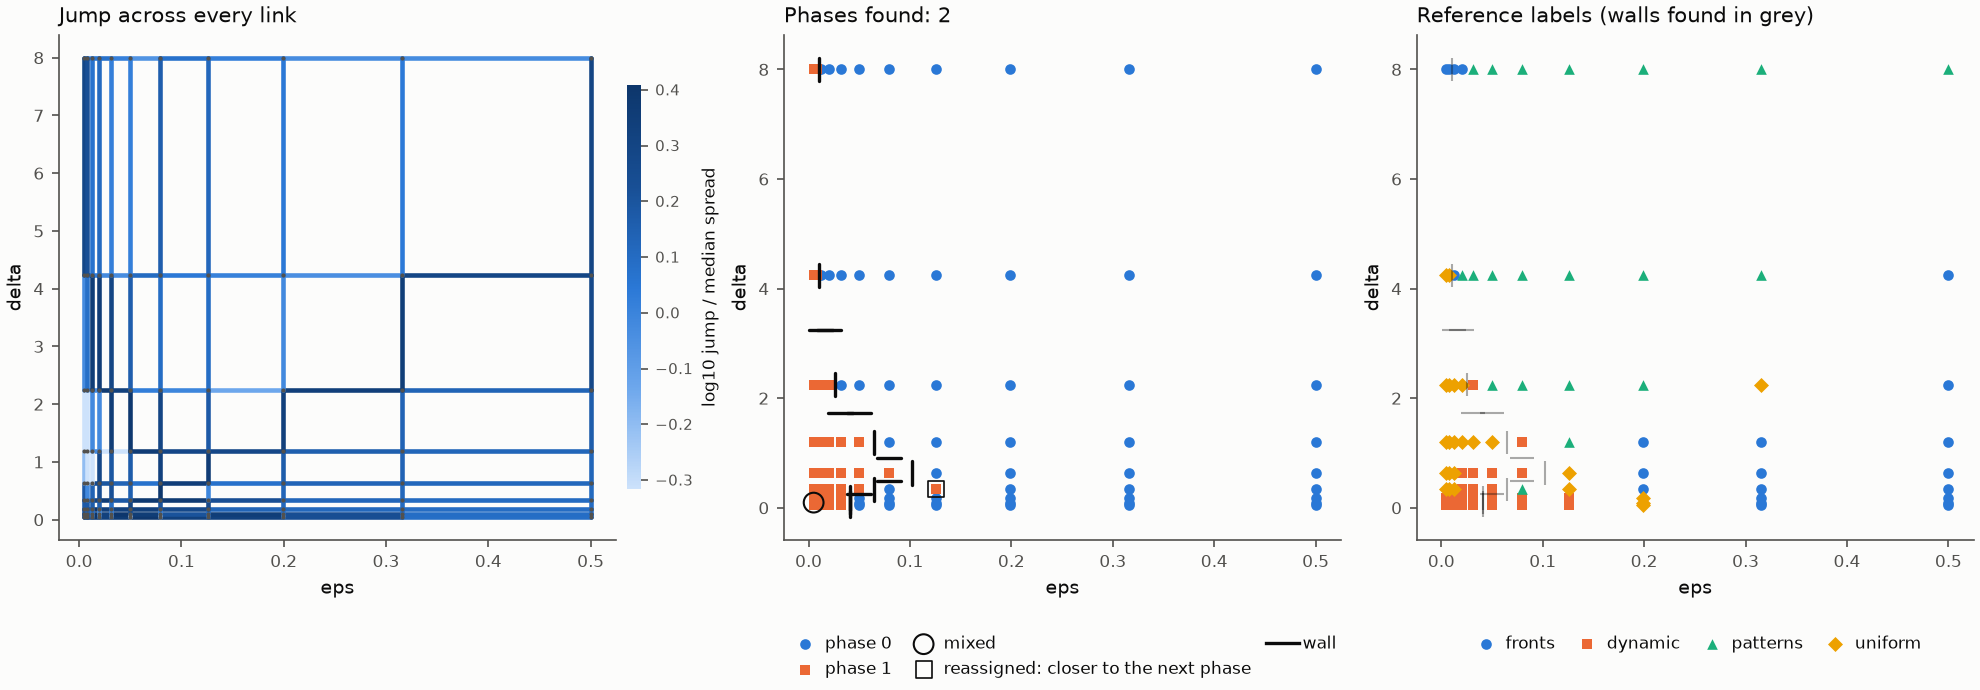 Jump across every link
8
7
6
5
4
3
2
1
0
delta
0.0
0.1
0.2
0.3
0.4
0.5
eps
0.4
0.3
0.2
0.1
0.0
−0.1
−0.2
−0.3
log10 jump / median spread
Phases found: 2
8
6
4
2
0
delta
0.0
0.1
0.2
0.3
0.4
0.5
eps
phase 0
mixed
wall
phase 1
reassigned: closer to the next phase
Reference labels (walls found in grey)
8
6
4
2
0
delta
0.0
0.1
0.2
0.3
0.4
0.5
eps
fronts
dynamic
patterns
uniform